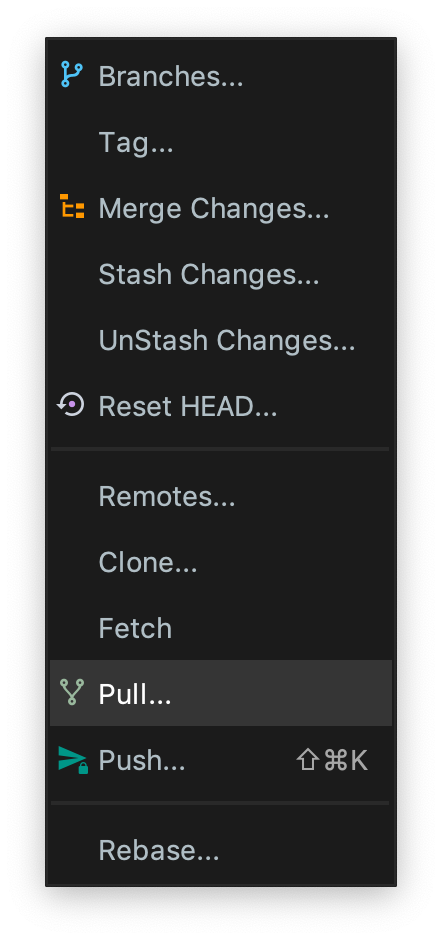 Branches...
Tag...
Merge Changes...
Stash Changes...
UnStash Changes...
Reset HEAD...
Remotes...
Clone...
Fetch
Pull...
Push... ⇧⌘K
Rebase...